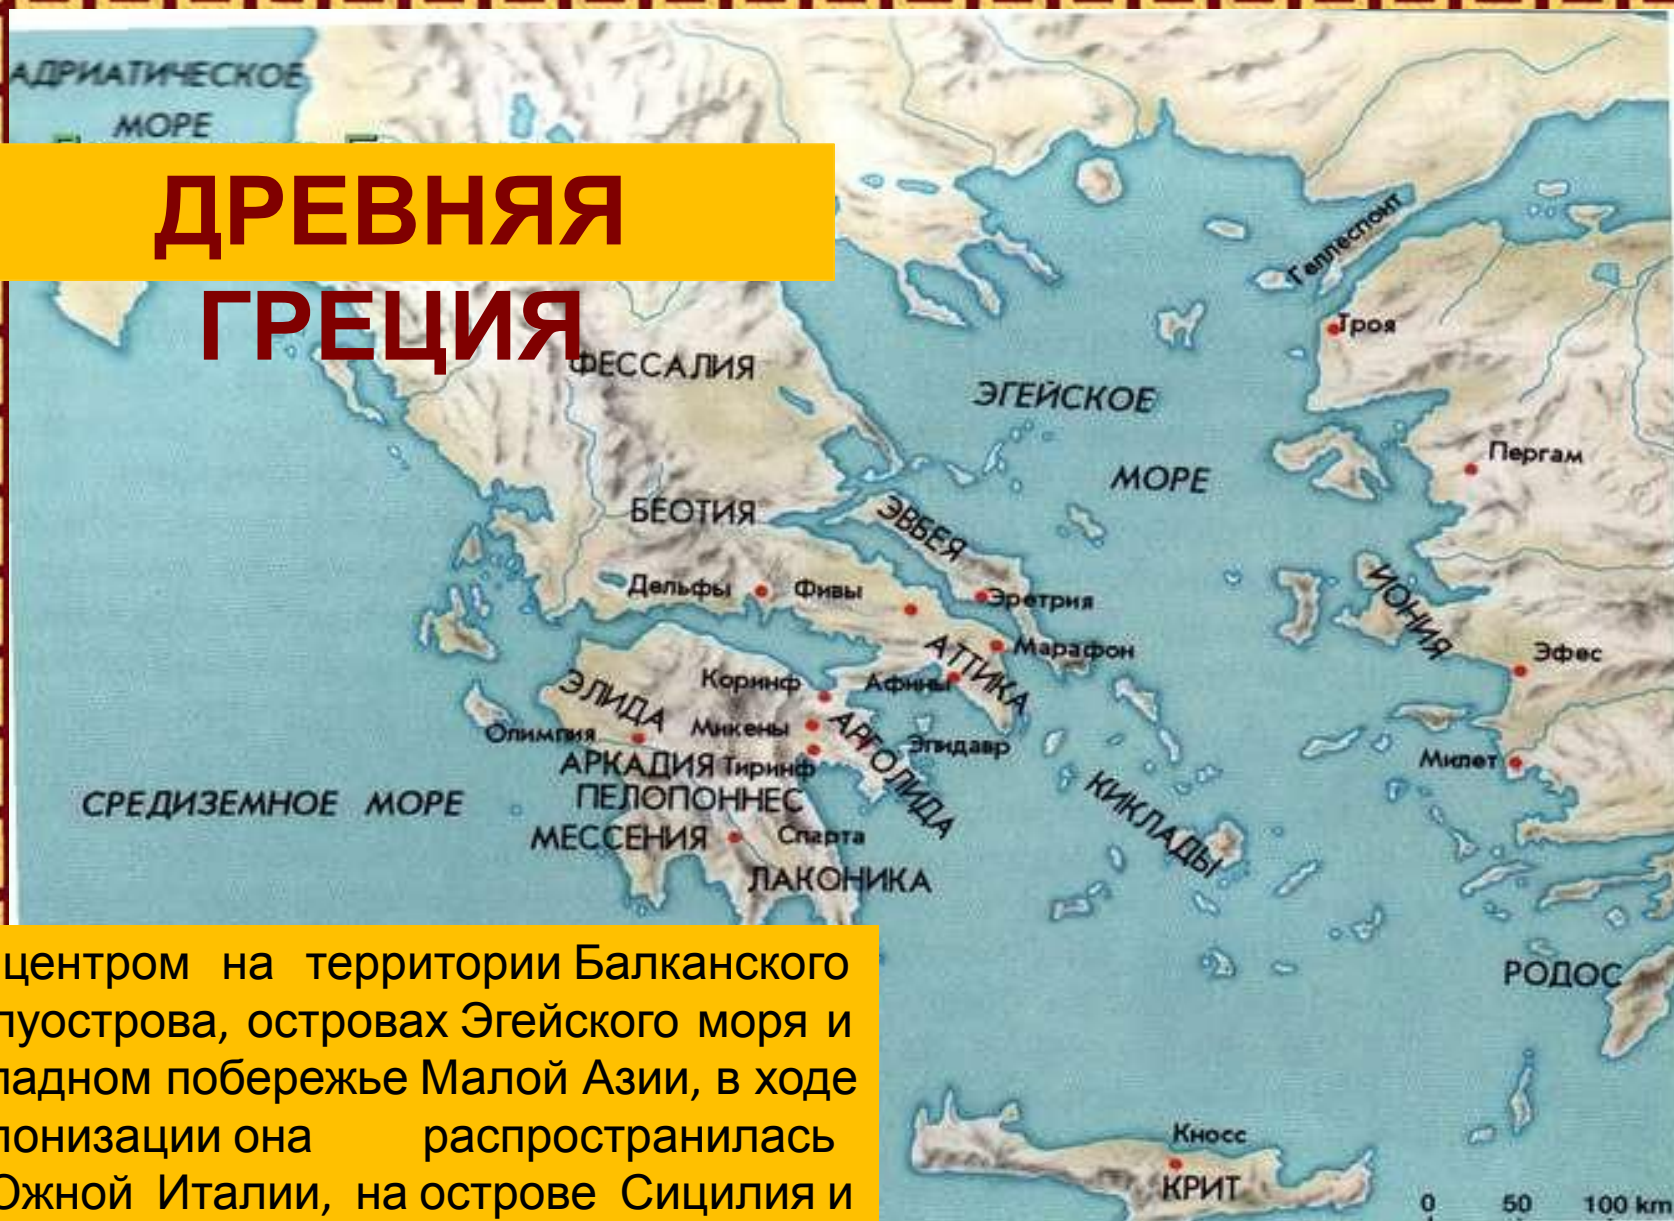 АДРИАТИЧЕСКОЕ
МОРЕ
ДРЕВНЯЯ
ГРЕЦИЯ
Геллеспонт
Троя
ФЕССАЛИЯ
ЭГЕЙСКОЕ
МОРЕ
Пергам
БЕОТИЯ
ЭВБЕЯ
Дельфы
Фивы
Эретрия
ИОНИЯ
Марафон
АТТИКА
Эфес
Коринф
Афины
ЭЛИДА
Олимпия
Микены
АРГОЛИДА
Эпидавр
АРКАДИЯ
Тиринф
Милет
СРЕДИЗЕМНОЕ МОРЕ
ПЕЛОПОННЕС
КИКЛАДЫ
МЕССЕНИЯ
Спарта
ЛАКОНИКА
РОДОС
центром на территории Балканского
луострова, островах Эгейского моря и
падном побережье Малой Азии, в ходе
лонизации она распространилась
Южной Италии, на острове Сицилия и
Кносс
КРИТ
0 50 100 km